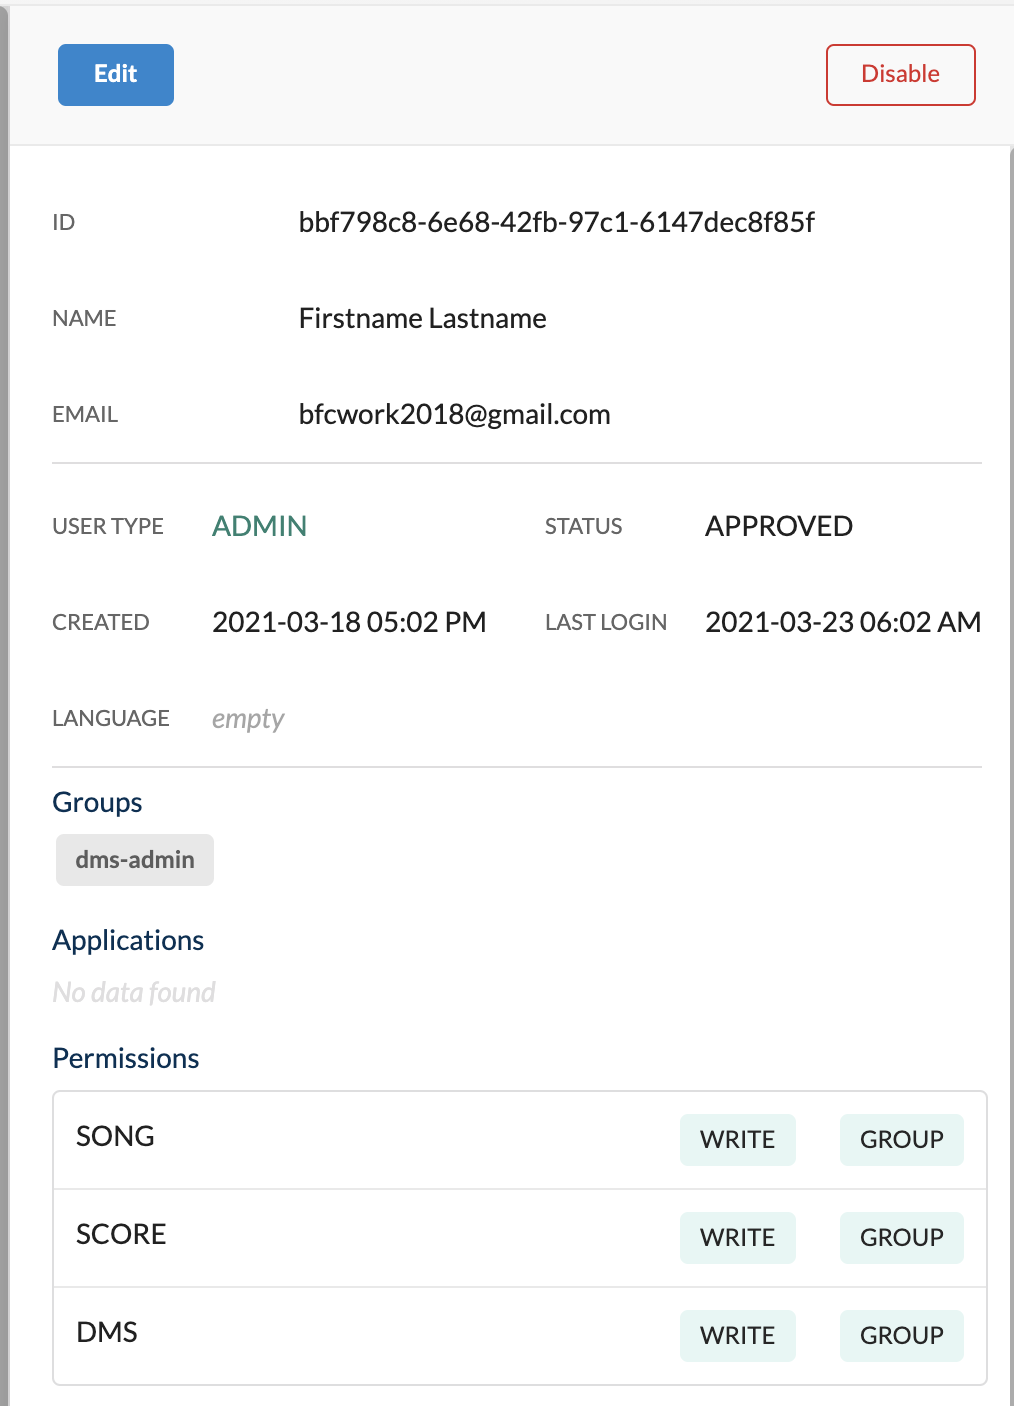 Edit
Disable
ID bbf798c8-6e68-42fb-97c1-6147dec8f85f
NAME Firstname Lastname
EMAIL bfcwork2018@gmail.com
USER TYPE ADMIN STATUS APPROVED
CREATED 2021-03-18 05:02 PM LAST LOGIN 2021-03-23 06:02 AM
LANGUAGE empty
Groups
dms-admin
Applications
No data found
Permissions
SONG WRITE GROUP
SCORE WRITE GROUP
DMS WRITE GROUP